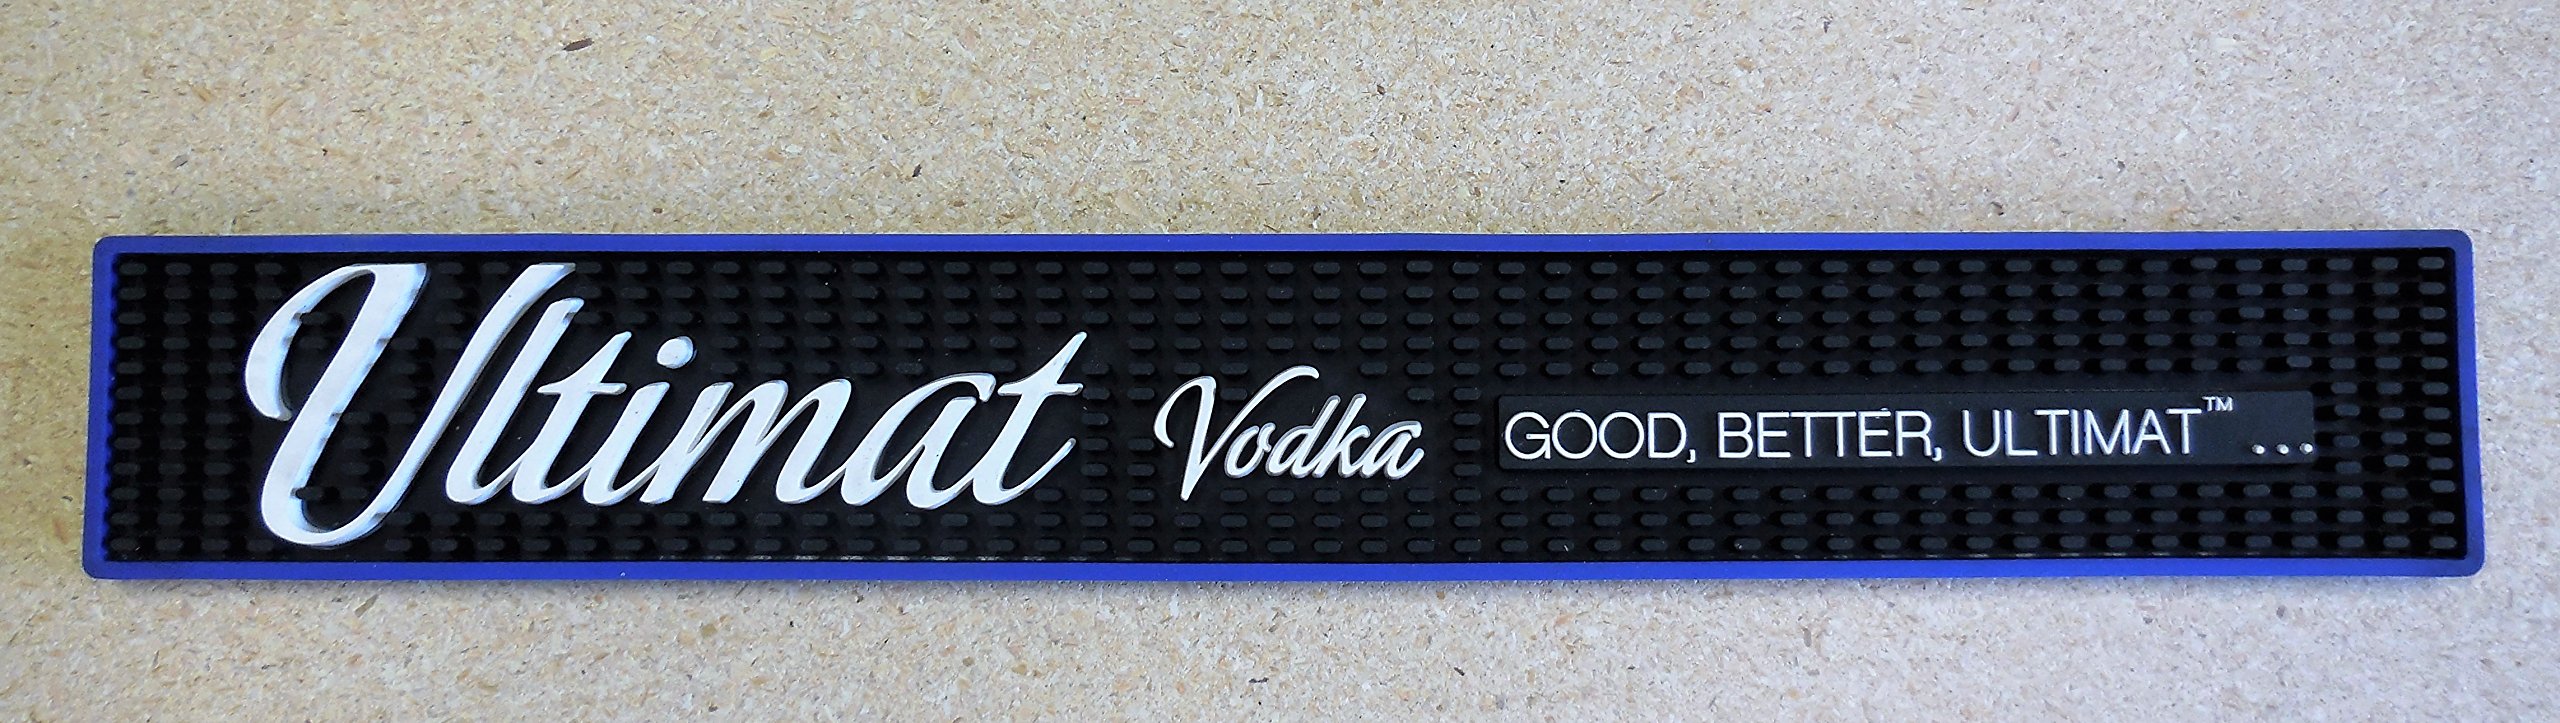 Ultimat Vodka GOOD, BETTER, ULTIMAT™ ...